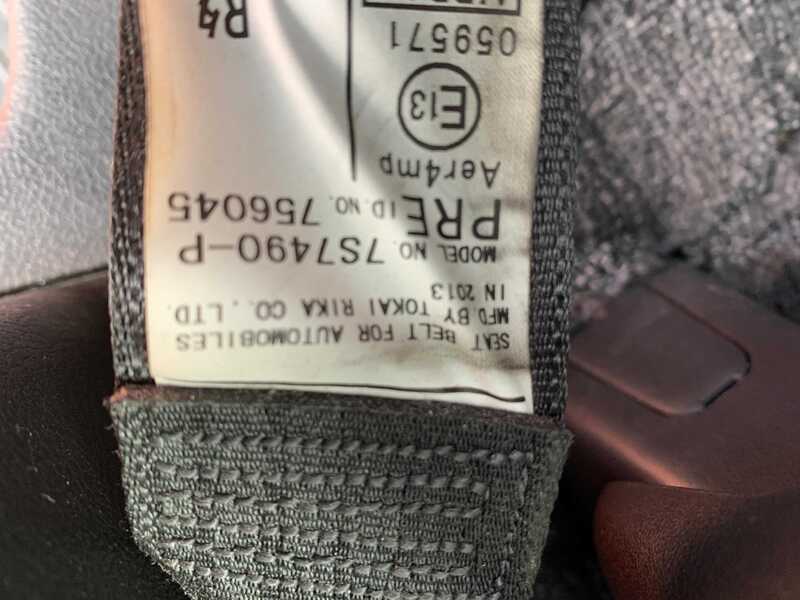 SEAT BELT FOR AUTOMOBILES
MFD BY TOKAI RIKA CO., LTD.
IN 2013
MODEL NO. 7S7490-P
PRE ID. NO. 756045
Aer4mp
E13
059571